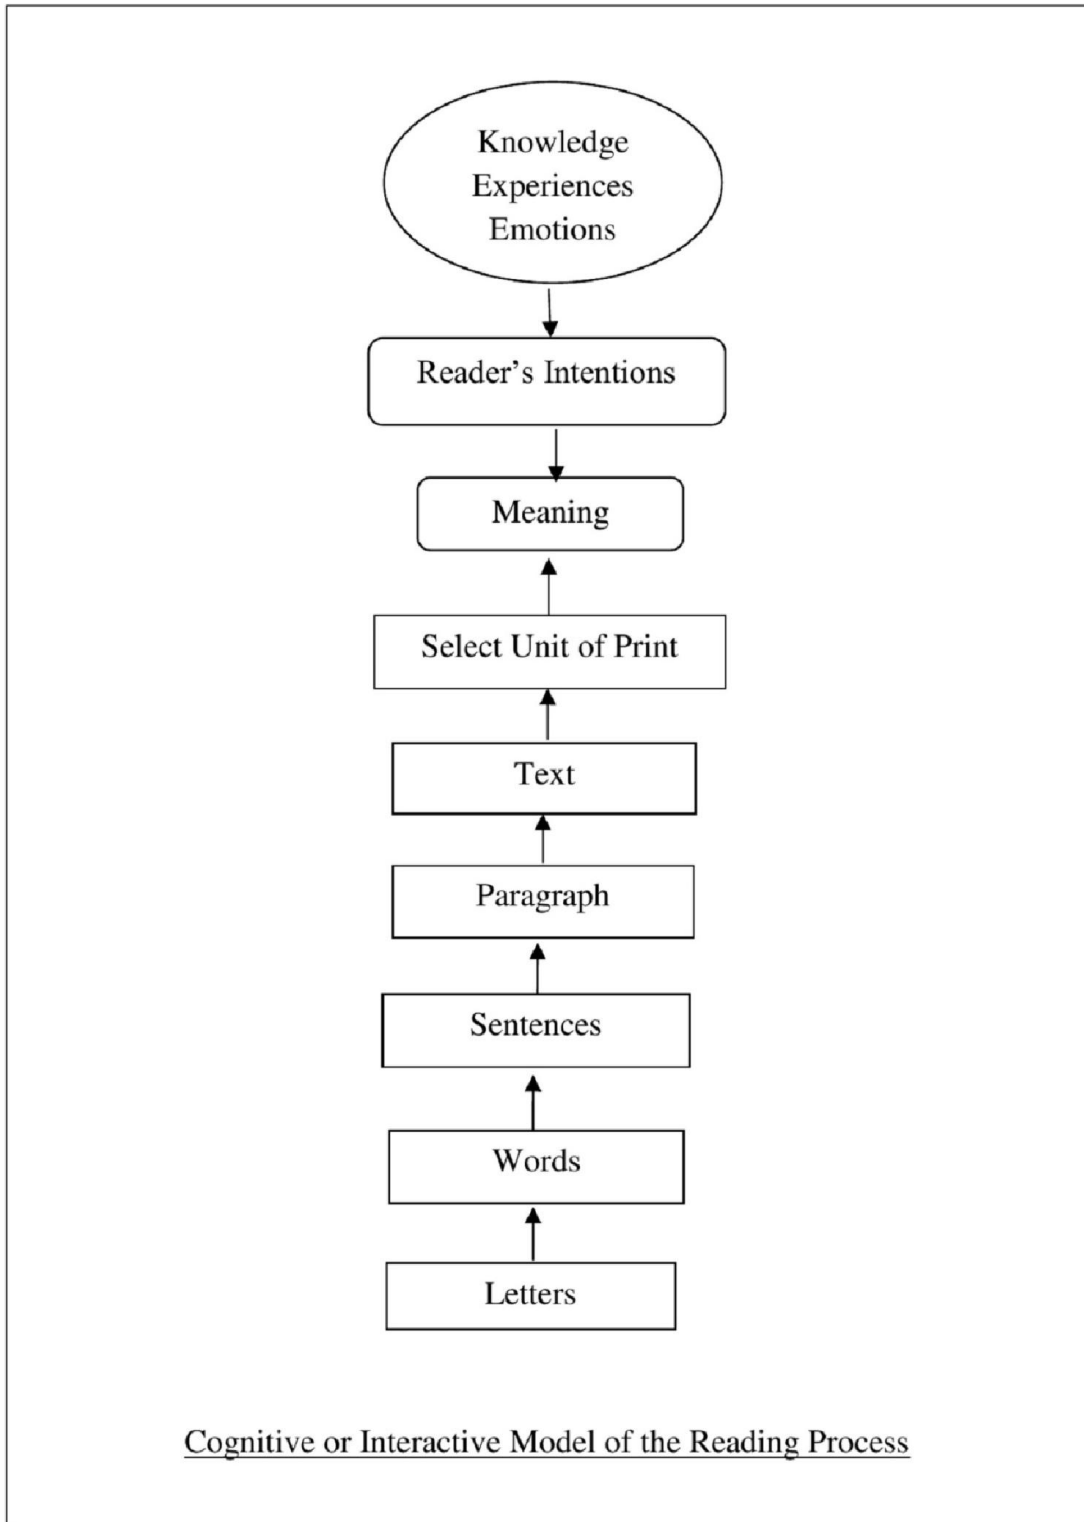 Knowledge
Experiences
Emotions
Reader's Intentions
Meaning
Select Unit of Print
Text
Paragraph
Sentences
Words
Letters
Cognitive or Interactive Model of the Reading Process